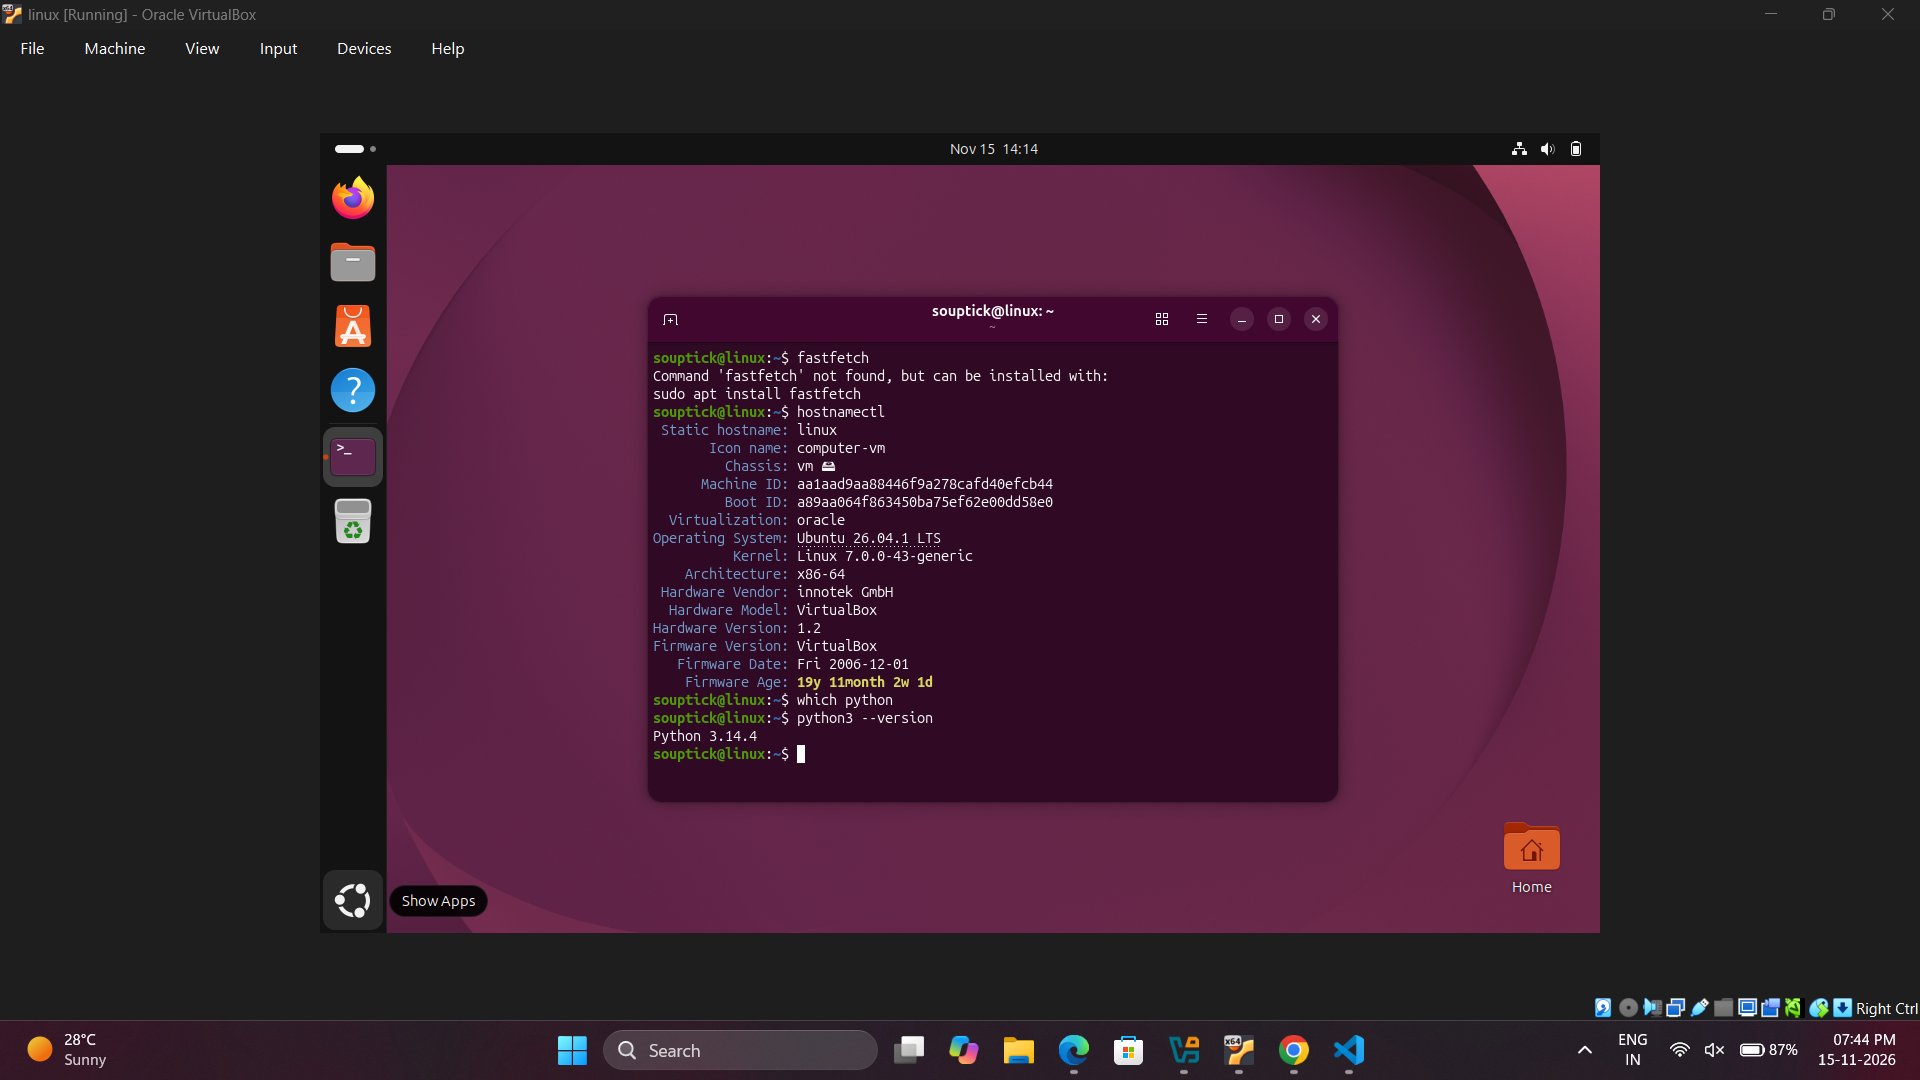 linux [Running] - Oracle VirtualBox
File Machine View Input Devices Help
Nov 15 14:14
souptick@linux: ~
~
souptick@linux:~$ fastfetch
Command 'fastfetch' not found, but can be installed with:
sudo apt install fastfetch
souptick@linux:~$ hostnamectl
Static hostname: linux
Icon name: computer-vm
Chassis: vm
Machine ID: aa1aad9aa88446f9a278cafd40efcb44
Boot ID: a89aa064f863450ba75ef62e00dd58e0
Virtualization: oracle
Operating System: Ubuntu 26.04.1 LTS
Kernel: Linux 7.0.0-43-generic
Architecture: x86-64
Hardware Vendor: innotek GmbH
Hardware Model: VirtualBox
Hardware Version: 1.2
Firmware Version: VirtualBox
Firmware Date: Fri 2006-12-01
Firmware Age: 19y 11month 2w 1d
souptick@linux:~$ which python
souptick@linux:~$ python3 --version
Python 3.14.4
souptick@linux:~$
Home
Show Apps
Right Ctrl
28°C
Sunny
Search
x64
ENG
IN
87%
07:44 PM
15-11-2026